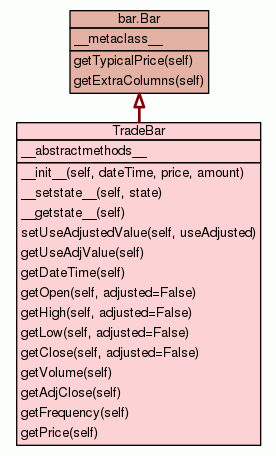 bar.Bar
__metaclass__
getTypicalPrice(self)
getExtraColumns(self)
TradeBar
__abstractmethods__
__init__(self, dateTime, price, amount)
__setstate__(self, state)
__getstate__(self)
setUseAdjustedValue(self, useAdjusted)
getUseAdjValue(self)
getDateTime(self)
getOpen(self, adjusted=False)
getHigh(self, adjusted=False)
getLow(self, adjusted=False)
getClose(self, adjusted=False)
getVolume(self)
getAdjClose(self)
getFrequency(self)
getPrice(self)